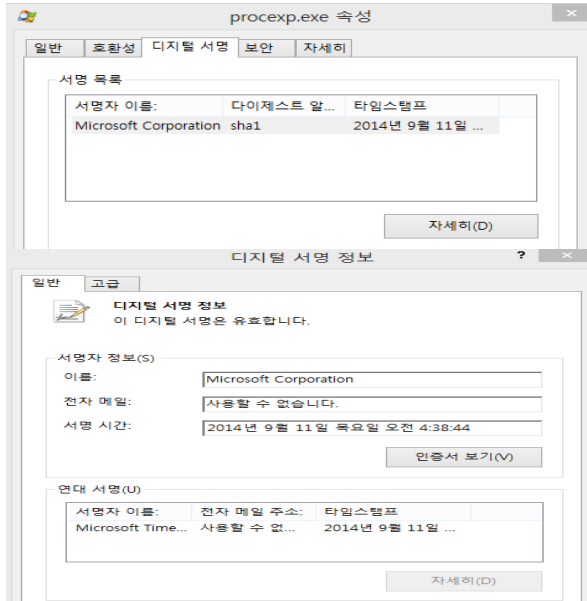 procexp.exe 속성
일반 호환성 디지털 서명 보안 자세히
서명 목록
서명자 이름: 다이제스트 알... 타임스탬프
Microsoft Corporation sha1 2014년 9월 11일 ...
자세히(D)
디지털 서명 정보 ?
일반 고급
디지털 서명 정보
이 디지털 서명은 유효합니다.
서명자 정보(S)
이름: Microsoft Corporation
전자 메일: 사용할 수 없습니다.
서명 시간: 2014년 9월 11일 목요일 오전 4:38:44
인증서 보기(V)
연대 서명(U)
서명자 이름: 전자 메일 주소: 타임스탬프
Microsoft Time... 사용할 수 없... 2014년 9월 11일 ...
자세히(D)